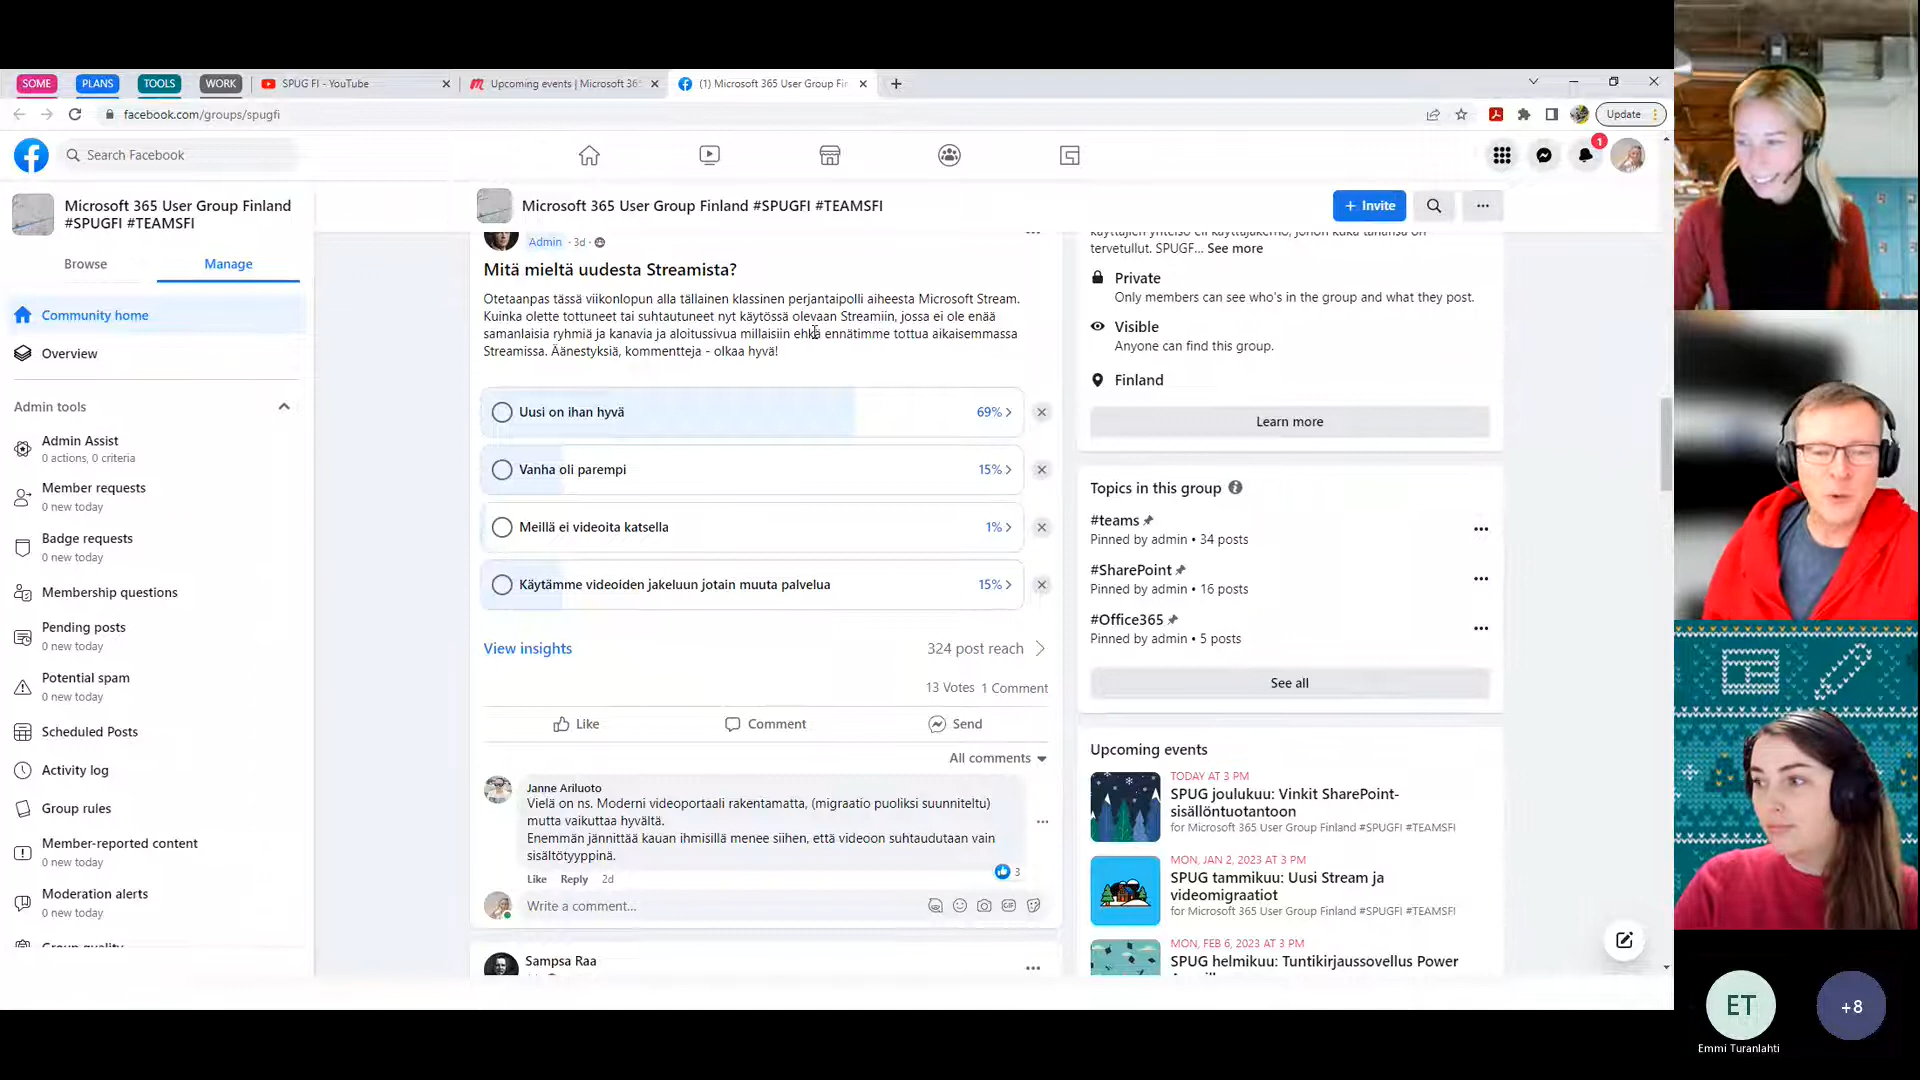 SOME
PLANS
TOOLS
WORK
SPUG FI - YouTube
Upcoming events | Microsoft 36
(1) Microsoft 365 User Group Fin
facebook.com/groups/spugfi
Update
Search Facebook
1
Microsoft 365 User Group Finland
#SPUGFI #TEAMSFI
Browse
Manage
Community home
Overview
Admin tools
Admin Assist
0 actions, 0 criteria
Member requests
0 new today
Badge requests
0 new today
Membership questions
Pending posts
0 new today
Potential spam
0 new today
Scheduled Posts
Activity log
Group rules
Member-reported content
0 new today
Moderation alerts
0 new today
Group quality
Microsoft 365 User Group Finland #SPUGFI #TEAMSFI
+ Invite
Admin · 3d ·
Mitä mieltä uudesta Streamista?
Otetaanpas tässä viikonlopun alla tällainen klassinen perjantaipolli aiheesta Microsoft Stream.
Kuinka olette tottuneet tai suhtautuneet nyt käytössä olevaan Streamiin, jossa ei ole enää
samanlaisia ryhmiä ja kanavia ja aloitussivua millaisiin ehkä ennätimme tottua aikaisemmassa
Streamissa. Äänestyksiä, kommentteja - olkaa hyvä!
Uusi on ihan hyvä
69%
Vanha oli parempi
15%
Meillä ei videoita katsella
1%
Käytämme videoiden jakeluun jotain muuta palvelua
15%
View insights
324 post reach
13 Votes 1 Comment
Like
Comment
Send
All comments
Janne Ariluoto
Vielä on ns. Moderni videoportaali rakentamatta, (migraatio puoliksi suunniteltu)
mutta vaikuttaa hyvältä.
Enemmän jännittää kauan ihmisillä menee siihen, että videoon suhtaudutaan vain
sisältötyyppinä.
Like Reply 2d
3
Write a comment...
GIF
Sampsa Raa
käyttäjien yhteisö eli käyttäjäkerho, johon kuka tahansa on
tervetullut. SPUGF... See more
Private
Only members can see who's in the group and what they post.
Visible
Anyone can find this group.
Finland
Learn more
Topics in this group
#teams
Pinned by admin • 34 posts
#SharePoint
Pinned by admin • 16 posts
#Office365
Pinned by admin • 5 posts
See all
Upcoming events
TODAY AT 3 PM
SPUG joulukuu: Vinkit SharePoint-
sisällöntuotantoon
for Microsoft 365 User Group Finland #SPUGFI #TEAMSFI
MON, JAN 2, 2023 AT 3 PM
SPUG tammikuu: Uusi Stream ja
videomigraatiot
for Microsoft 365 User Group Finland #SPUGFI #TEAMSFI
MON, FEB 6, 2023 AT 3 PM
SPUG helmikuu: Tuntikirjaussovellus Power
ET
Emmi Turanlahti
+8